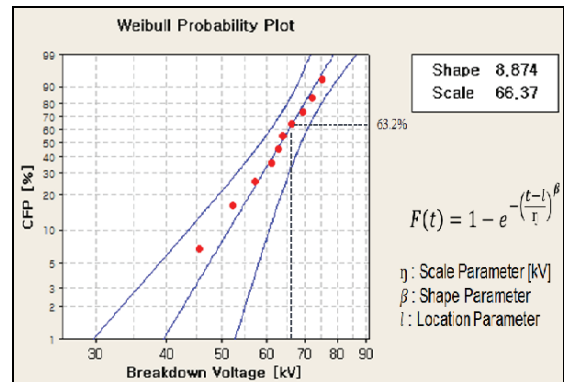 Weibull Probability Plot
99
90
80
70
60
50
40
30
20
10
5
3
2
1
CFP [%]
30 40 50 60 70 80 90
Breakdown Voltage [kV]
63.2%
Shape 8.874
Scale 66.37
F(t) = 1 − e^{−((t−l)/η)^β}
η : Scale Parameter [kV]
β : Shape Parameter
l : Location Parameter